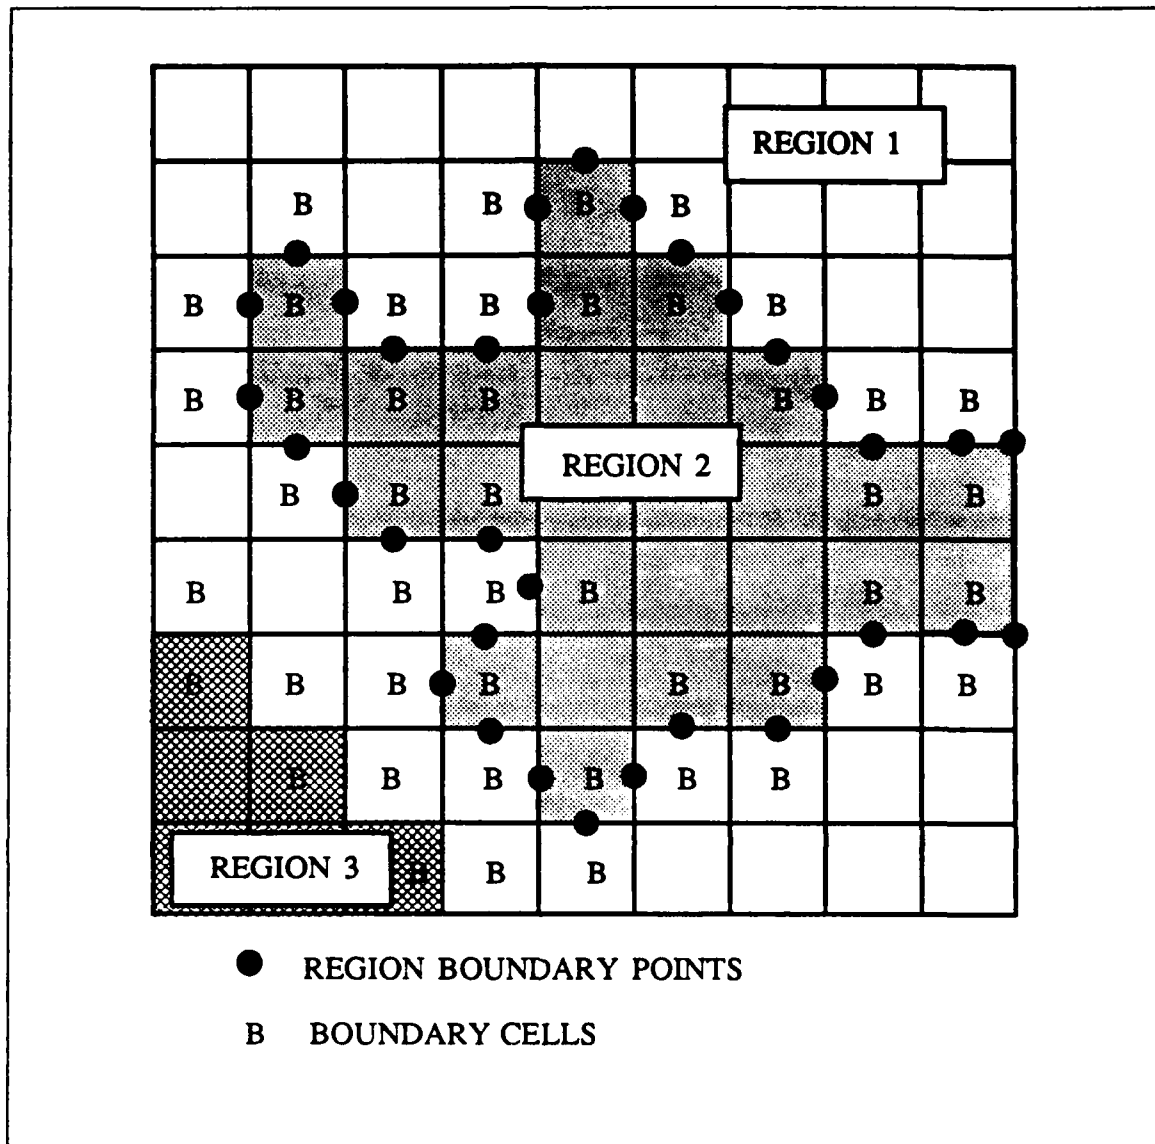 REGION 1
B B B B
B B B B B B B
B B B B B B B
B B B REGION 2 B B
B B B B B B
B B B B B B B B
B B B B B B
REGION 3 B B B
REGION BOUNDARY POINTS
B BOUNDARY CELLS